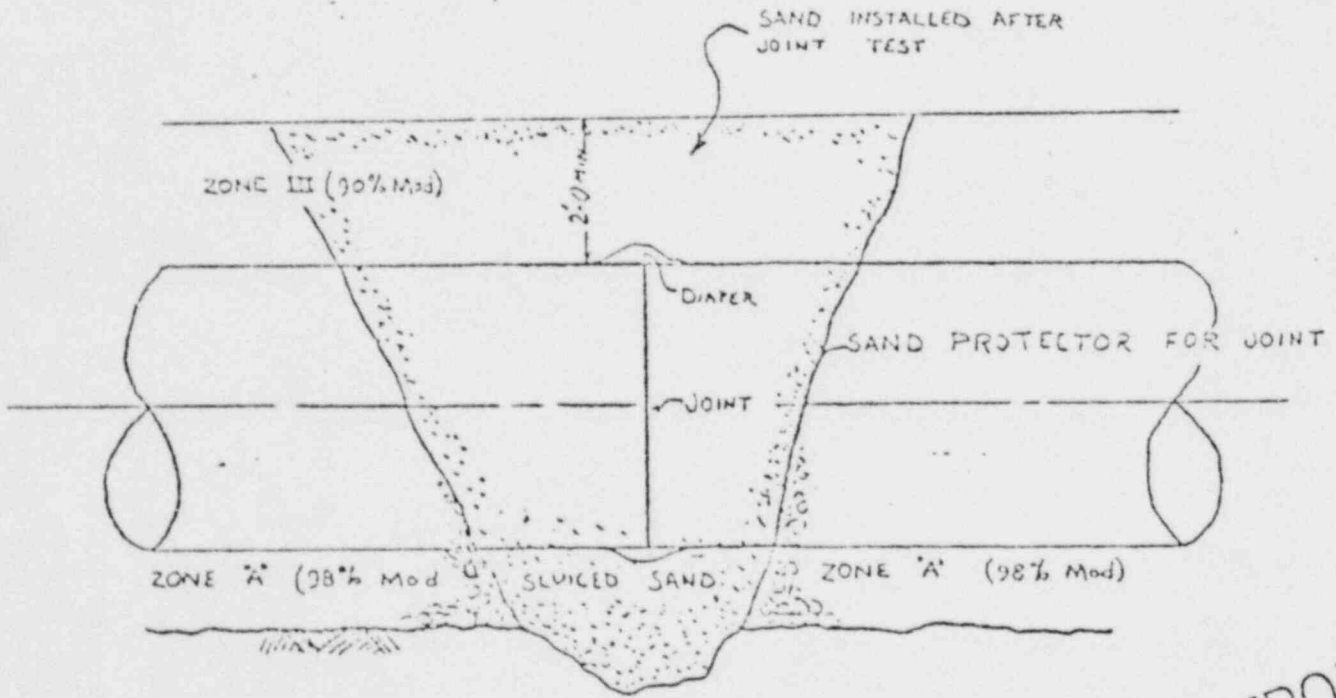 SAND INSTALLED AFTER
JOINT TEST
ZONE III (90% Mod)
2'-0 MIN
DIAPER
SAND PROTECTOR FOR JOINT
JOINT
ZONE "A" (98% Mod
SLUICED SAND
ZONE "A" (98% Mod)